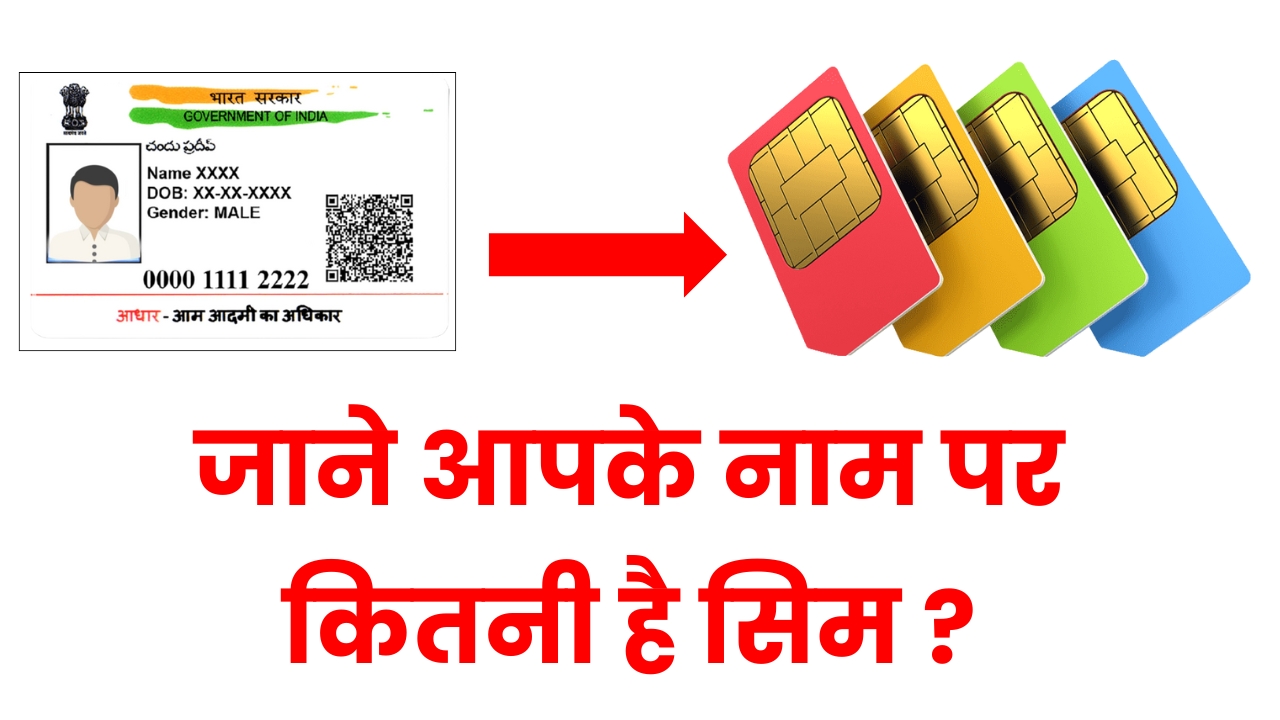 भारत सरकार
GOVERNMENT OF INDIA
చందు ప్రదీప్
Name XXXX
DOB: XX-XX-XXXX
Gender: MALE
0000 1111 2222
आधार - आम आदमी का अधिकार
जाने आपके नाम पर
कितनी है सिम ?